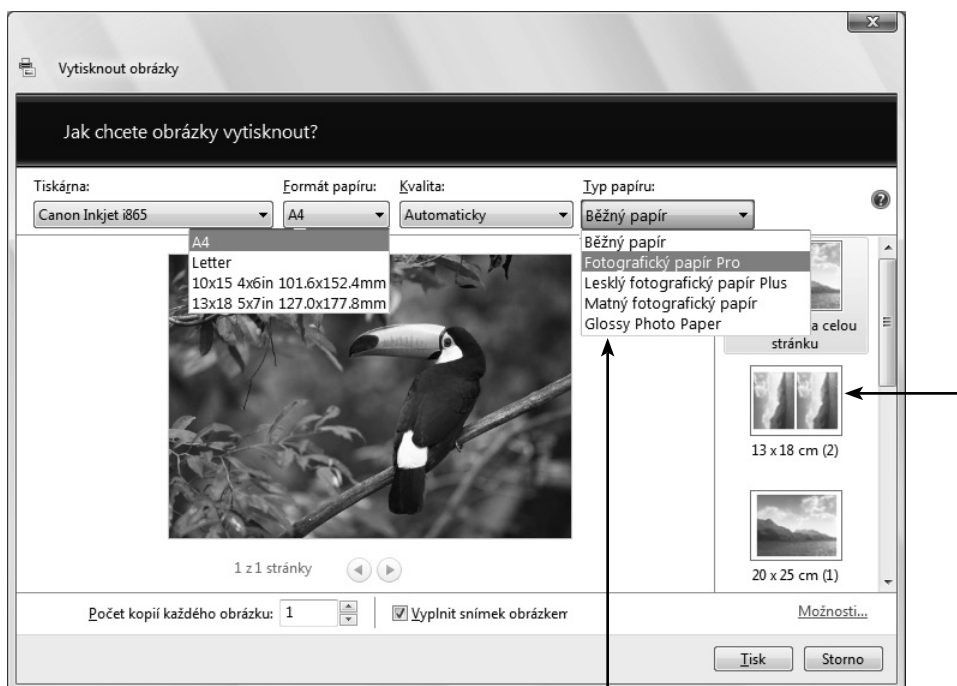 Vytisknout obrázky
Jak chcete obrázky vytisknout?
Tiskárna: Formát papíru: Kvalita: Typ papíru:
Canon Inkjet i865 A4 Automaticky Běžný papír
A4
Letter
10x15 4x6in 101.6x152.4mm
13x18 5x7in 127.0x177.8mm
Běžný papír
Fotografický papír Pro
Lesklý fotografický papír Plus
Matný fotografický papír
Glossy Photo Paper
a celou
stránku
13 x 18 cm (2)
20 x 25 cm (1)
1 z 1 stránky
Počet kopií každého obrázku: 1 Vyplnit snímek obrázkem Možnosti...
Tisk Storno